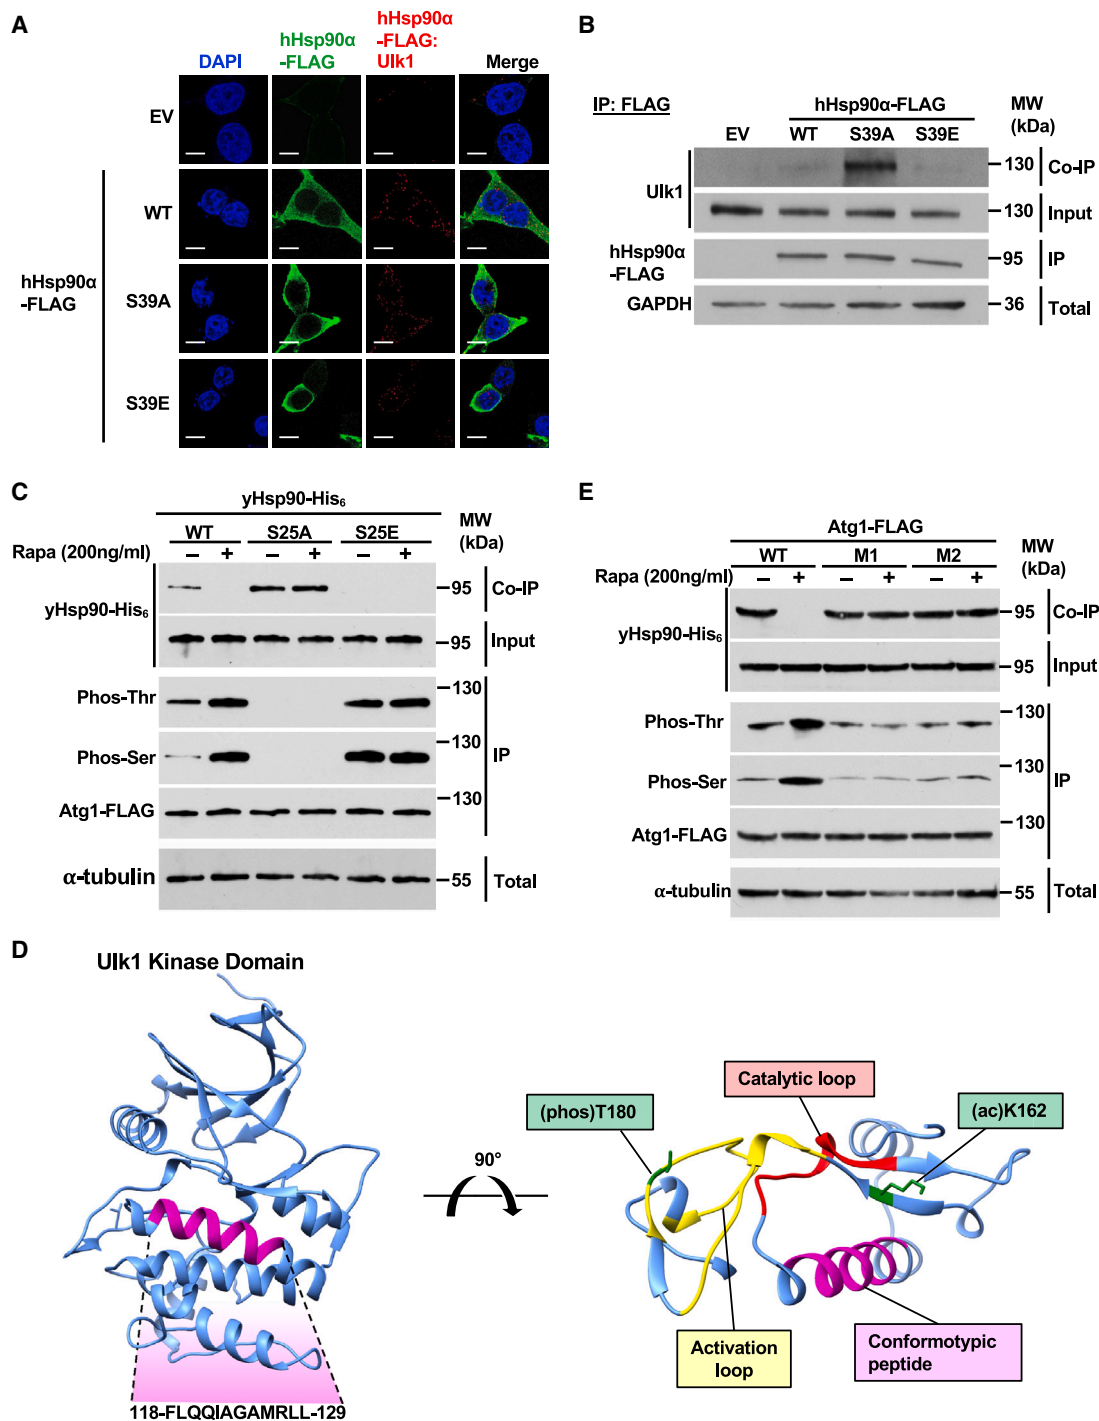 A
DAPI
hHsp90α
-FLAG
hHsp90α
-FLAG:
Ulk1
Merge
EV
WT
S39A
S39E
hHsp90α
-FLAG
B
IP: FLAG
hHsp90α-FLAG
MW
(kDa)
EV WT S39A S39E
Ulk1
130 Co-IP
130 Input
hHsp90α
-FLAG
95 IP
GAPDH 36 Total
C
yHsp90-His₆
MW
(kDa)
WT S25A S25E
Rapa (200ng/ml) – + – + – +
yHsp90-His₆
95 Co-IP
95 Input
Phos-Thr 130
Phos-Ser 130
IP
Atg1-FLAG 130
α-tubulin 55 Total
E
Atg1-FLAG
MW
(kDa)
WT M1 M2
Rapa (200ng/ml) – + – + – +
yHsp90-His₆
95 Co-IP
95 Input
Phos-Thr 130
Phos-Ser 130
IP
Atg1-FLAG 130
α-tubulin 55 Total
D
Ulk1 Kinase Domain
118-FLQQIAGAMRLL-129
90°
(phos)T180
Catalytic loop
(ac)K162
Activation
loop
Conformotypic
peptide